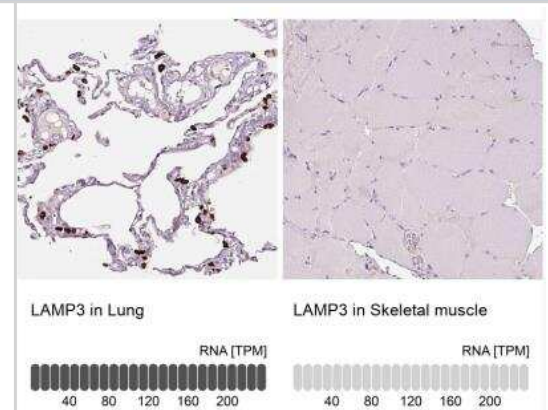 LAMP3 in Lung
LAMP3 in Skeletal muscle
RNA [TPM]
RNA [TPM]
40 80 120 160 200
40 80 120 160 200